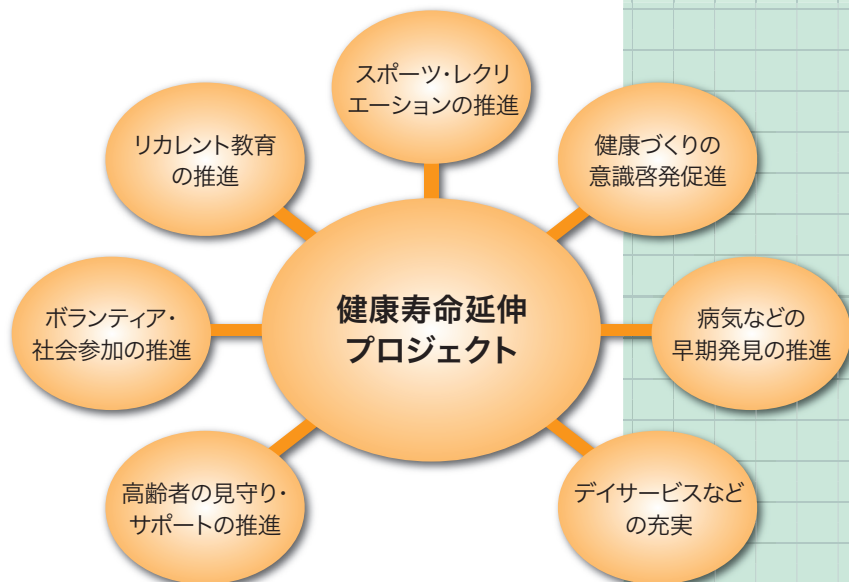 スポーツ・レクリ
エーションの推進
リカレント教育
の推進
健康づくりの
意識啓発促進
健康寿命延伸
プロジェクト
ボランティア・
社会参加の推進
病気などの
早期発見の推進
高齢者の見守り・
サポートの推進
デイサービスなど
の充実